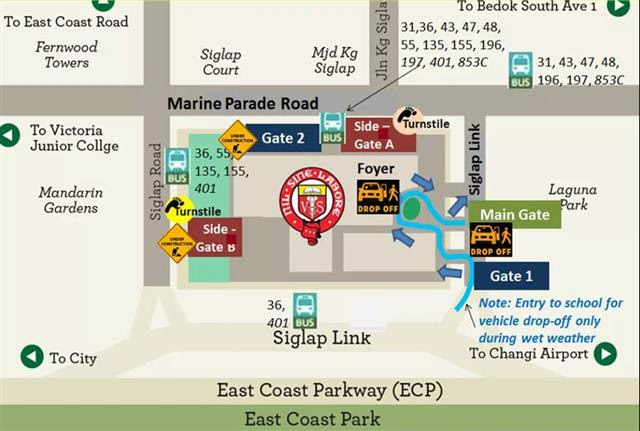 To East Coast Road
To Bedok South Ave 1
Fernwood
Towers
Siglap
Court
Mjd Kg
Siglap
Jln Kg Sigla
31,36, 43, 47, 48,
55, 135, 155, 196,
197, 401, 853C
BUS
31, 43, 47, 48,
196, 197, 853C
Marine Parade Road
To Victoria
Junior Collge
UNDER
CONSTRUCTION
Gate 2
BUS
Side –
Gate A
Turnstile
Siglap Link
Siglap Road
BUS
36, 55,
135, 155,
401
NIL SINE LABORE
VS
Foyer
DROP OFF
Mandarin
Gardens
Laguna
Park
Turnstile
UNDER
CONSTRUCTION
Side -
Gate B
Main Gate
DROP OFF
Gate 1
36,
401
BUS
Note: Entry to school for
vehicle drop-off only
during wet weather
Siglap Link
To City
To Changi Airport
East Coast Parkway (ECP)
East Coast Park